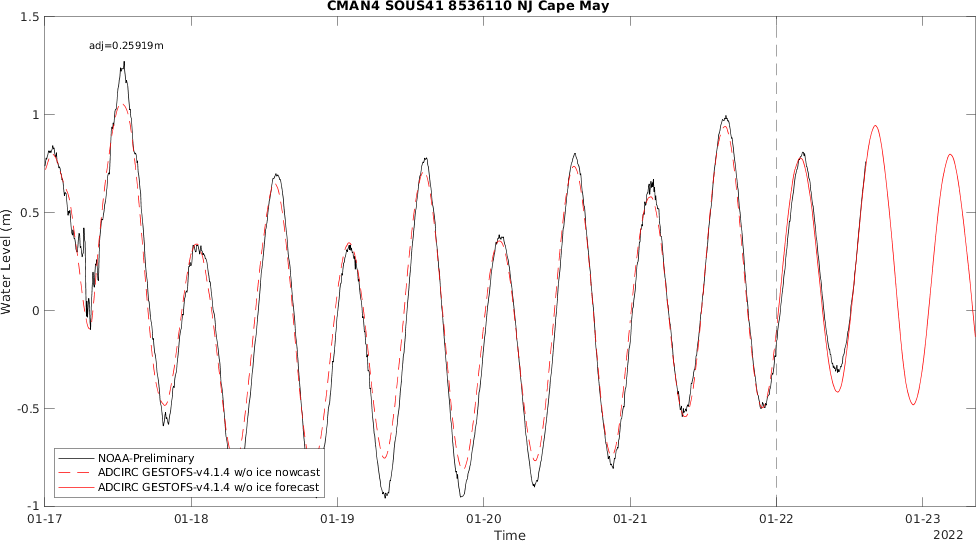 CMAN4 SOUS41 8536110 NJ Cape May
1.5
adj=0.25919m
1
0.5
Water Level (m)
0
-0.5
NOAA-Preliminary
ADCIRC GESTOFS-v4.1.4 w/o ice nowcast
ADCIRC GESTOFS-v4.1.4 w/o ice forecast
-1
01-17 01-18 01-19 01-20 01-21 01-22 01-23
Time
2022